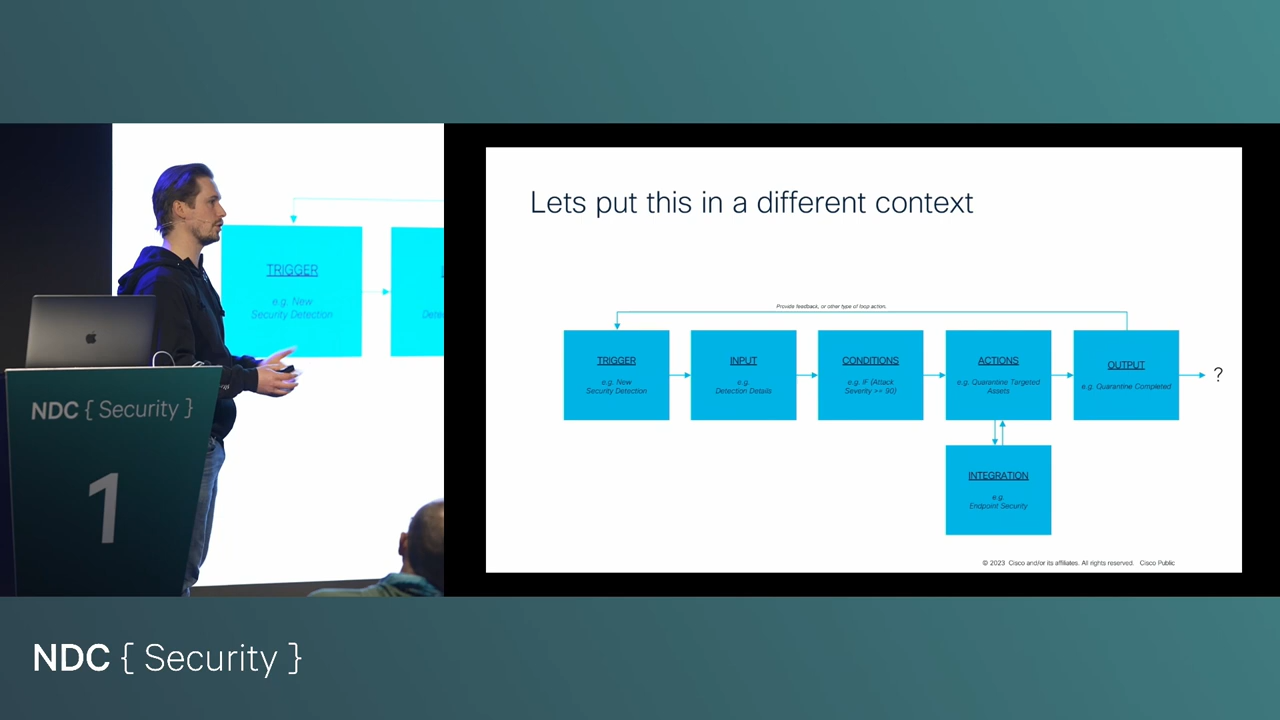 TRIGGER
e.g. New
Security Detection
NDC { Security }
1
Lets put this in a different context
Provide feedback, or other type of loop action.
TRIGGER
e.g. New
Security Detection
INPUT
e.g.
Detection Details
CONDITIONS
e.g. IF (Attack
Severity >= 90)
ACTIONS
e.g. Quarantine Targeted
Assets
OUTPUT
e.g. Quarantine Completed
?
INTEGRATION
e.g.
Endpoint Security
© 2023 Cisco and/or its affiliates. All rights reserved. Cisco Public
NDC { Security }